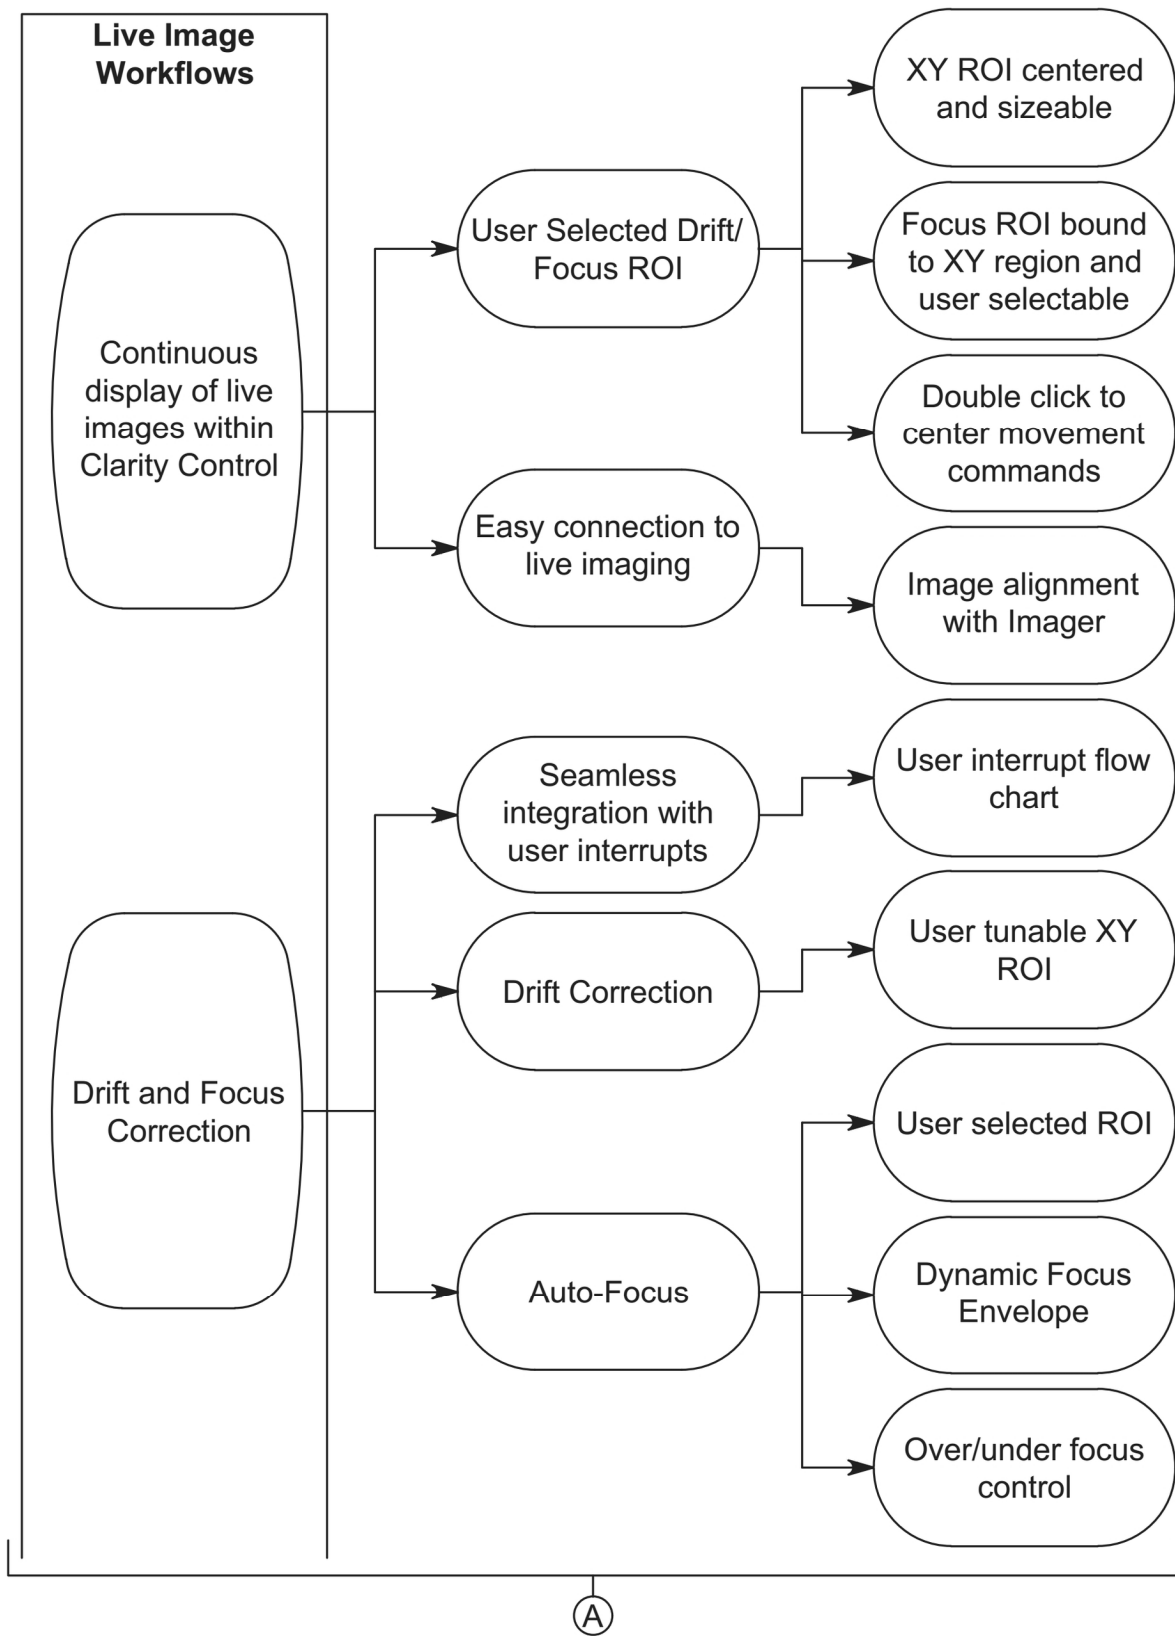 Live Image
Workflows
Continuous
display of live
images within
Clarity Control
User Selected Drift/
Focus ROI
XY ROI centered
and sizeable
Focus ROI bound
to XY region and
user selectable
Double click to
center movement
commands
Easy connection to
live imaging
Image alignment
with Imager
Drift and Focus
Correction
Seamless
integration with
user interrupts
User interrupt flow
chart
Drift Correction
User tunable XY
ROI
Auto-Focus
User selected ROI
Dynamic Focus
Envelope
Over/under focus
control
A